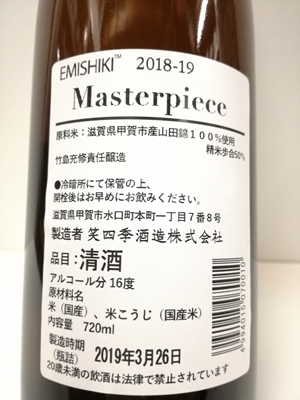 EMISHIKI™ 2018-19
Masterpiece
原料米：滋賀県甲賀市産山田錦１００％使用
精米歩合50％
竹島充修責任醸造
●冷暗所にて保管の上、
開栓後はお早めにお飲みください。
滋賀県甲賀市水口町本町一丁目７番８号
製造者 笑四季酒造株式会社
品目：清酒
アルコール分 16度
原材料名
米（国産）、米こうじ（国産米）
内容量 720ml
製造時期
（瓶詰） 2019年3月26日
20歳未満の飲酒は法律で禁じられています
4994015070010